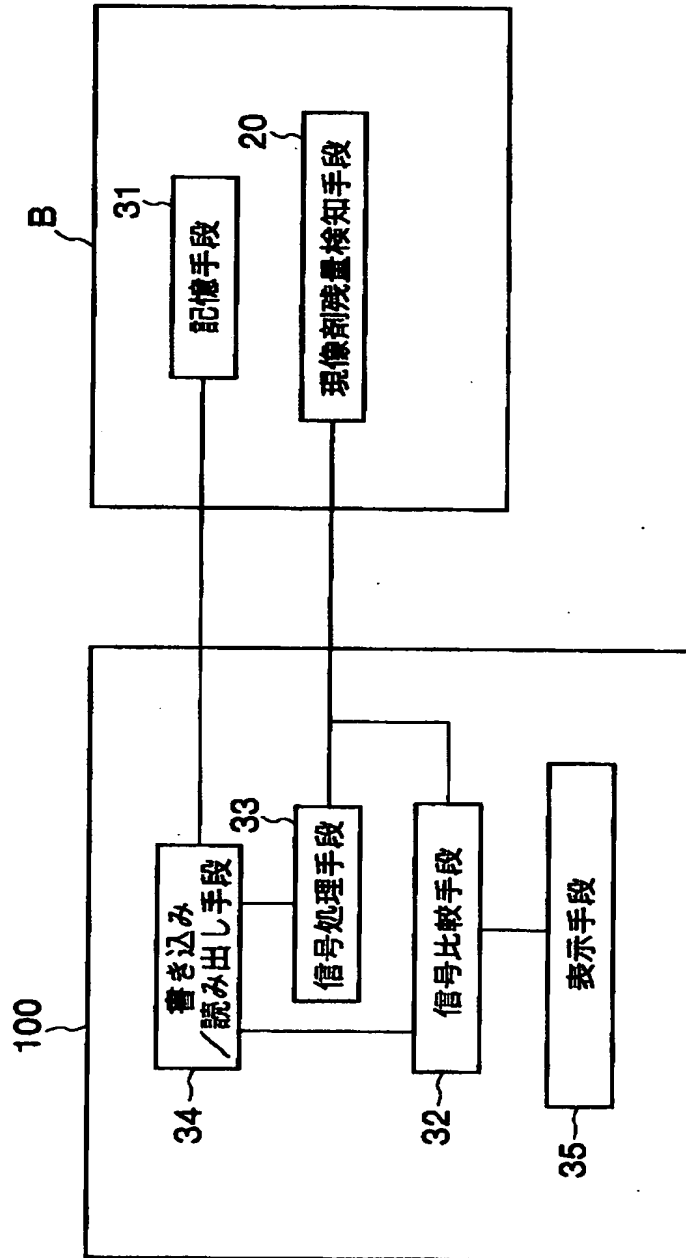 100
34
書き込み
/読み出し手段
33
信号処理手段
32
信号比較手段
35
表示手段
B
31
記憶手段
20
現像剤残量検知手段